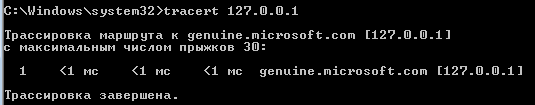 C:\Windows\system32>tracert 127.0.0.1
Трассировка маршрута к genuine.microsoft.com [127.0.0.1]
с максимальным числом прыжков 30:
1 <1 мс <1 мс <1 мс genuine.microsoft.com [127.0.0.1]
Трассировка завершена.